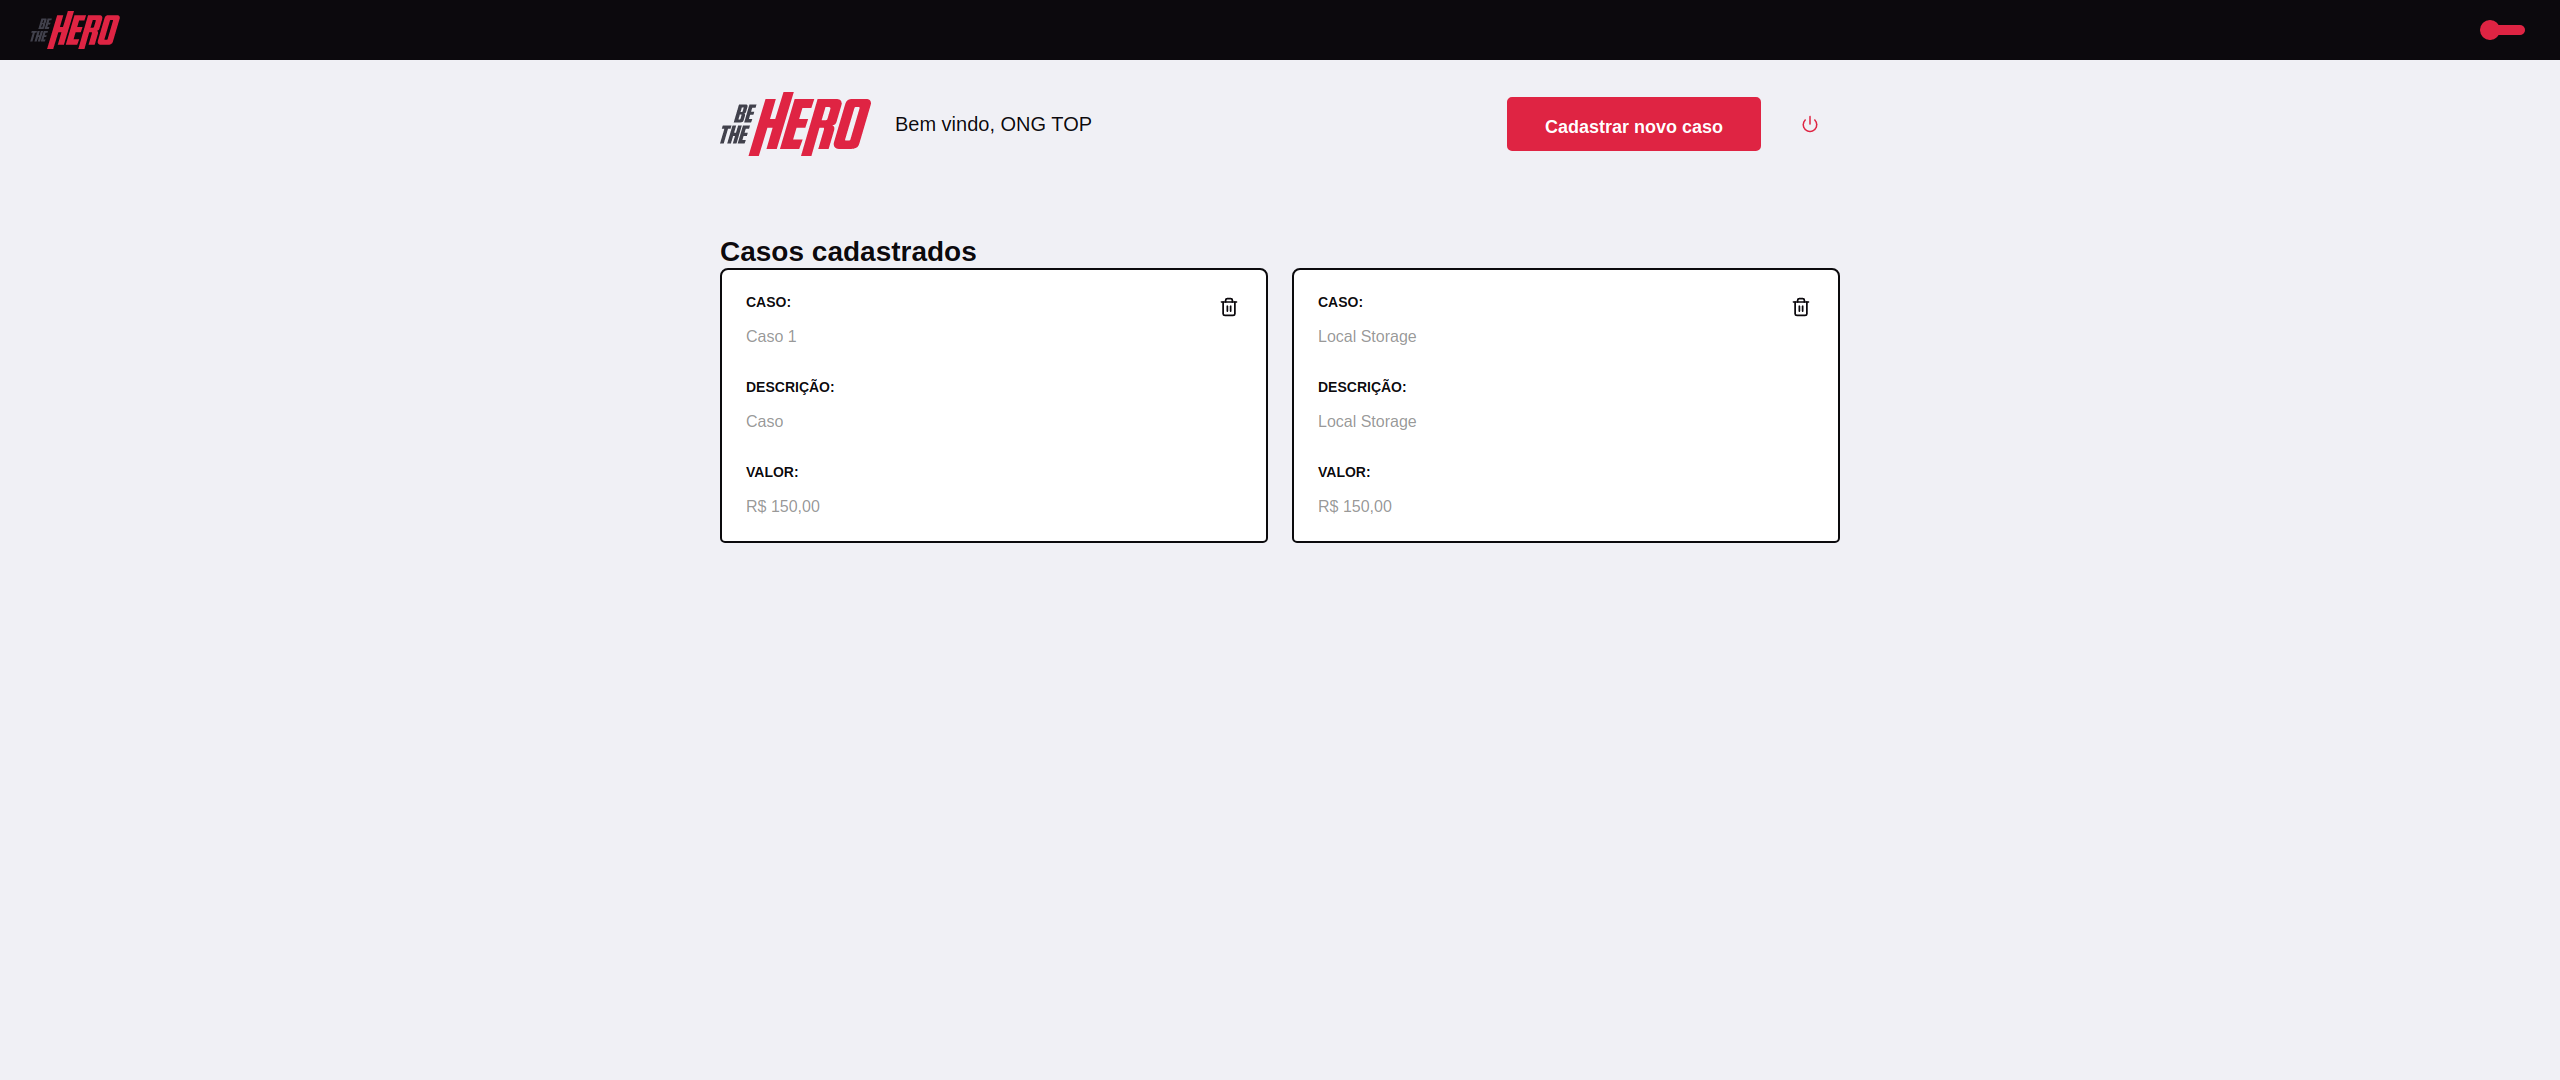 BE
THE HERO
BE
THE HERO
Bem vindo, ONG TOP
Cadastrar novo caso
Casos cadastrados
CASO:
Caso 1
DESCRIÇÃO:
Caso
VALOR:
R$ 150,00
CASO:
Local Storage
DESCRIÇÃO:
Local Storage
VALOR:
R$ 150,00